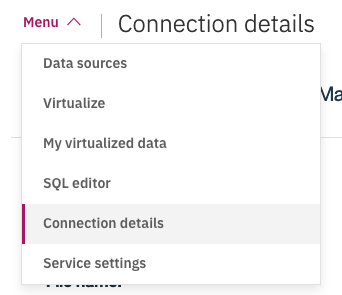 Menu
Connection details
Data sources
Virtualize
My virtualized data
SQL editor
Connection details
Service settings